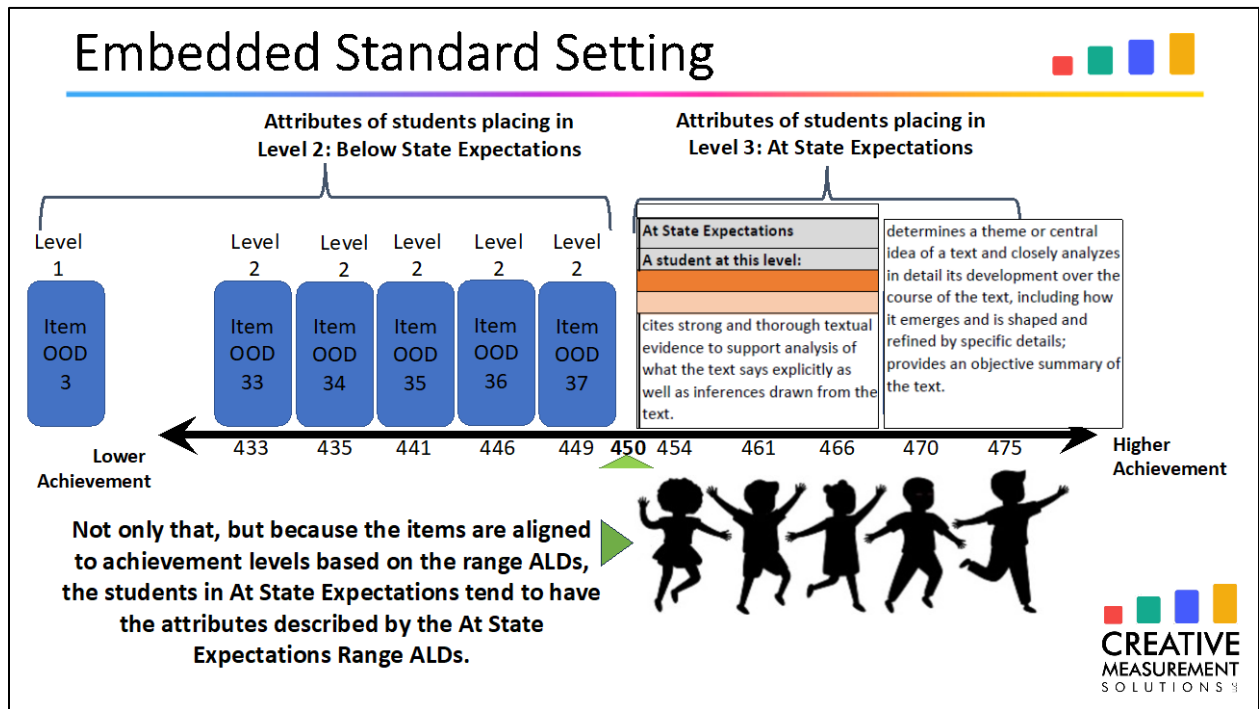 Embedded Standard Setting
Attributes of students placing in
Level 2: Below State Expectations
Attributes of students placing in
Level 3: At State Expectations
Level
1
Level
2
Level
2
Level
2
Level
2
Level
2
Item
OOD
3
Item
OOD
33
Item
OOD
34
Item
OOD
35
Item
OOD
36
Item
OOD
37
At State Expectations
A student at this level:
cites strong and thorough textual
evidence to support analysis of
what the text says explicitly as
well as inferences drawn from the
text.
determines a theme or central
idea of a text and closely analyzes
in detail its development over the
course of the text, including how
it emerges and is shaped and
refined by specific details;
provides an objective summary of
the text.
433 435 441 446 449 450 454 461 466 470 475
Lower
Achievement
Higher
Achievement
Not only that, but because the items are aligned
to achievement levels based on the range ALDs,
the students in At State Expectations tend to have
the attributes described by the At State
Expectations Range ALDs.
CREATIVE
MEASUREMENT
SOLUTIONS